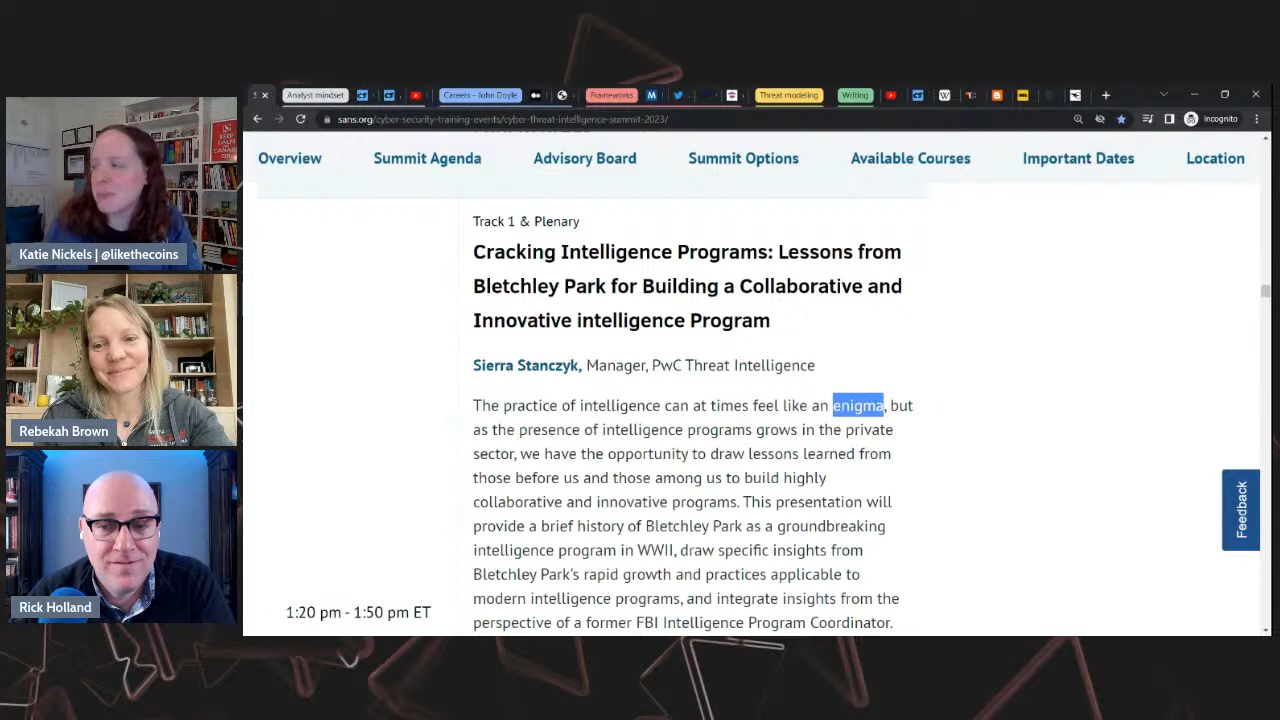 Analyst mindset
Careers - John Doyle
Frameworks
Threat modeling
Writing
sans.org/cyber-security-training-events/cyber-threat-intelligence-summit-2023/
Incognito
Overview
Summit Agenda
Advisory Board
Summit Options
Available Courses
Important Dates
Location
Track 1 & Plenary
Cracking Intelligence Programs: Lessons from
Bletchley Park for Building a Collaborative and
Innovative intelligence Program
Sierra Stanczyk, Manager, PwC Threat Intelligence
The practice of intelligence can at times feel like an enigma, but
as the presence of intelligence programs grows in the private
sector, we have the opportunity to draw lessons learned from
those before us and those among us to build highly
collaborative and innovative programs. This presentation will
provide a brief history of Bletchley Park as a groundbreaking
intelligence program in WWII, draw specific insights from
Bletchley Park's rapid growth and practices applicable to
modern intelligence programs, and integrate insights from the
perspective of a former FBI Intelligence Program Coordinator.
1:20 pm - 1:50 pm ET
Feedback
KEEP
CALM
Katie Nickels | @likethecoins
Rebekah Brown
Rick Holland